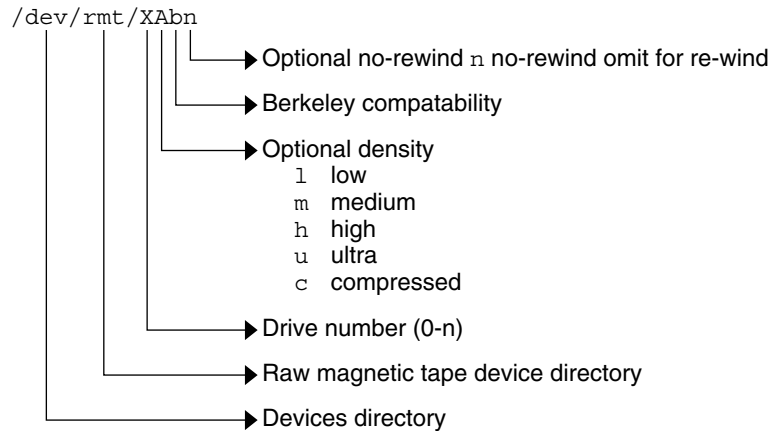 /dev/rmt/XAbn
Optional no-rewind n no-rewind omit for re-wind
Berkeley compatability
Optional density
l low
m medium
h high
u ultra
c compressed
Drive number (0-n)
Raw magnetic tape device directory
Devices directory